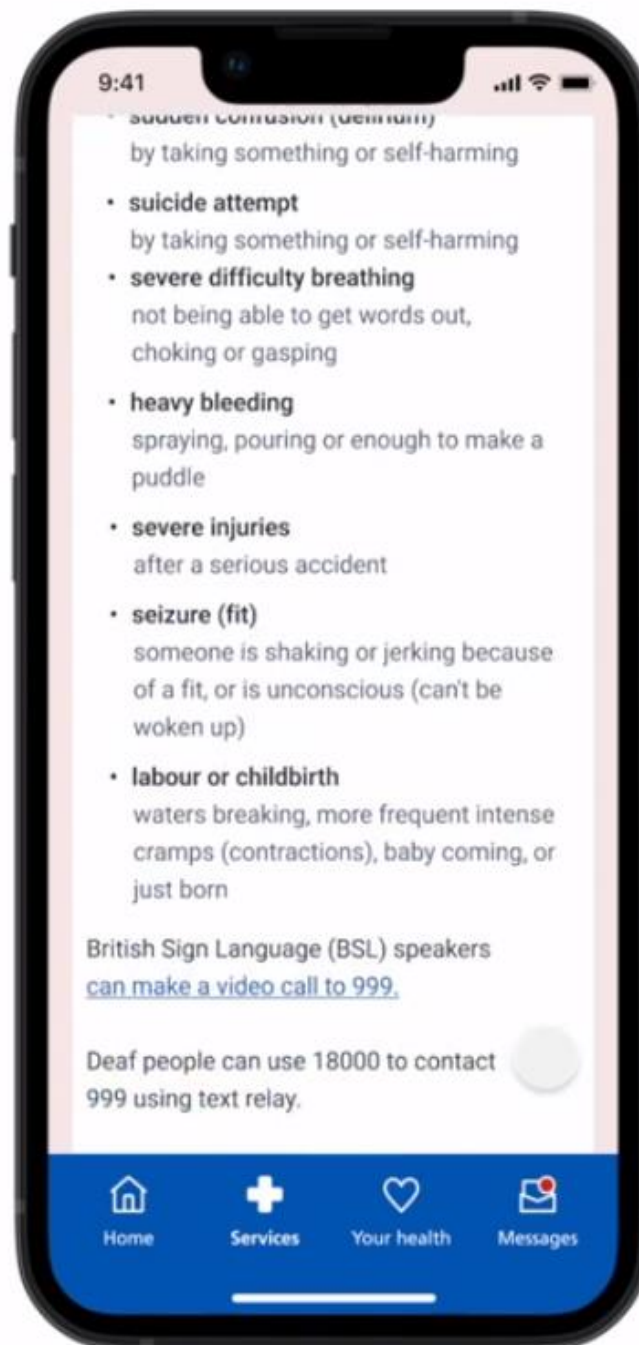 9:41
• sudden confusion (delirium)
by taking something or self-harming
• suicide attempt
by taking something or self-harming
• severe difficulty breathing
not being able to get words out,
choking or gasping
• heavy bleeding
spraying, pouring or enough to make a
puddle
• severe injuries
after a serious accident
• seizure (fit)
someone is shaking or jerking because
of a fit, or is unconscious (can't be
woken up)
• labour or childbirth
waters breaking, more frequent intense
cramps (contractions), baby coming, or
just born
British Sign Language (BSL) speakers
can make a video call to 999.
Deaf people can use 18000 to contact
999 using text relay.
Home Services Your health Messages